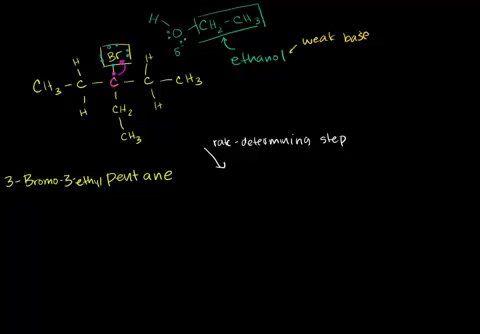 H
O — CH₂ — CH₃
δ⁻
ethanol
weak base
Br
H H
CH₃ — C — C — C — CH₃
H CH₂ H
CH₃
rate-determining step
3-Bromo-3-ethyl pentane